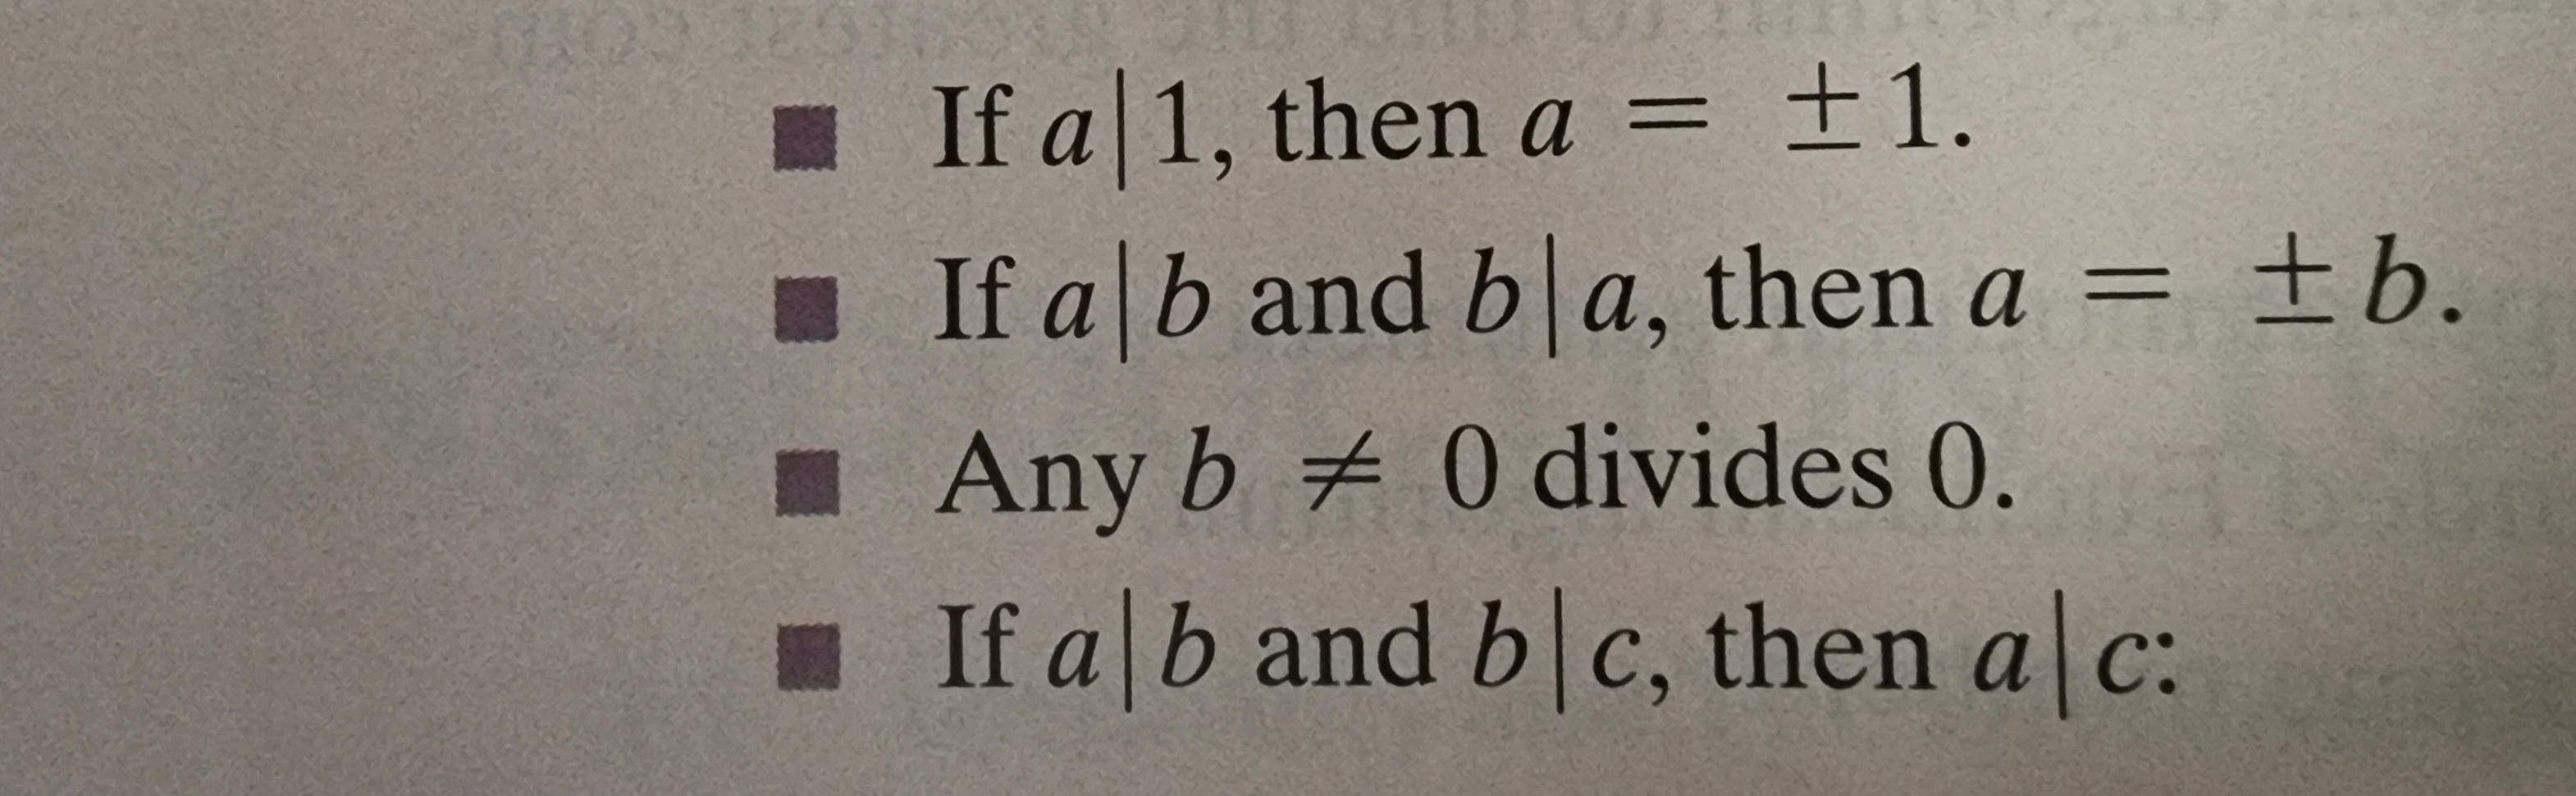 ■ If a|1, then a = ±1.
■ If a|b and b|a, then a = ±b.
■ Any b ≠ 0 divides 0.
■ If a|b and b|c, then a|c: